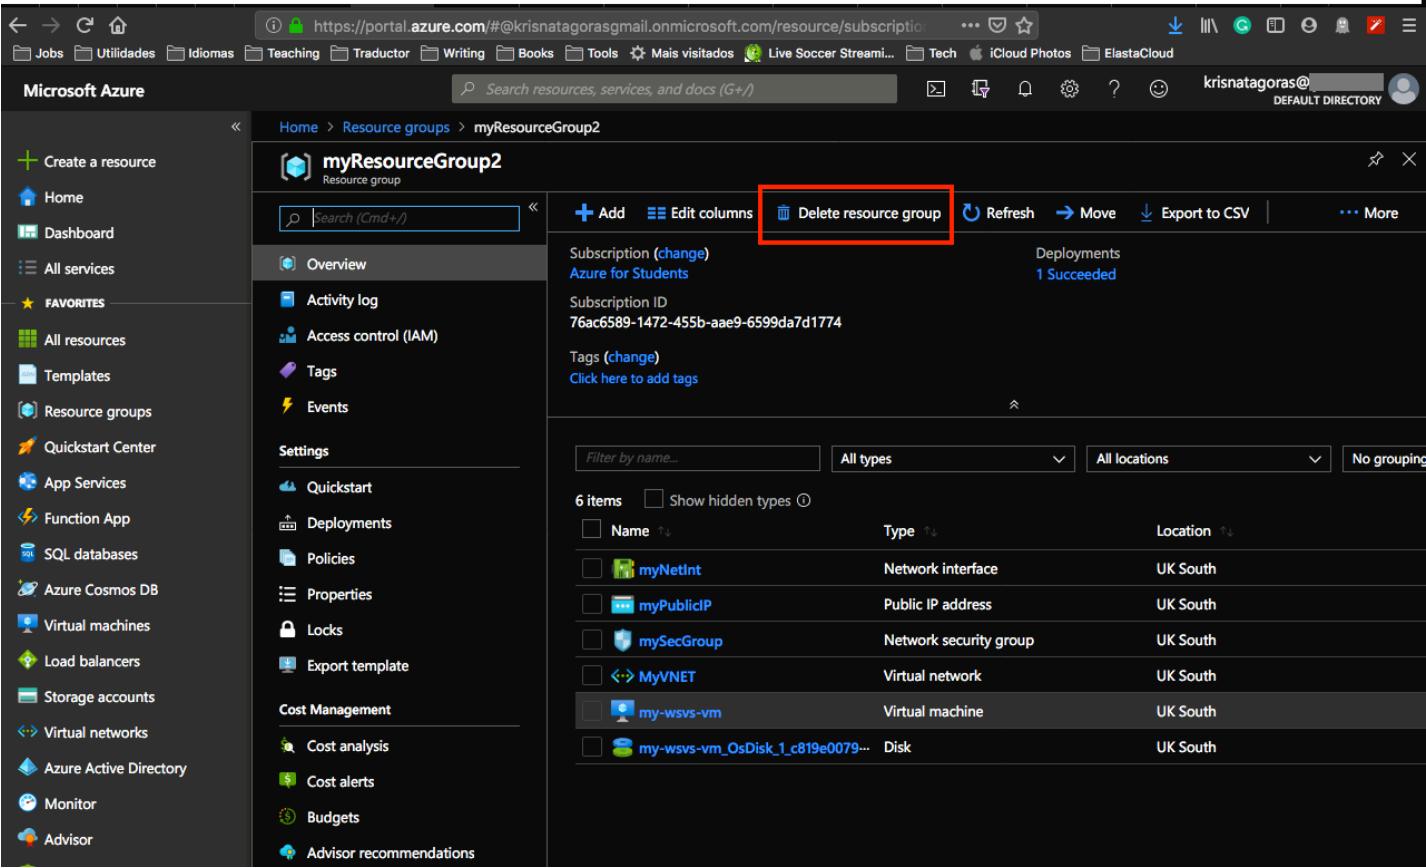 https://portal.azure.com/#@krisnatagorasgmail.onmicrosoft.com/resource/subscriptio
Jobs Utilidades Idiomas Teaching Traductor Writing Books Tools Mais visitados Live Soccer Streami... Tech iCloud Photos ElastaCloud
Microsoft Azure
Search resources, services, and docs (G+/)
krisnatagoras@
DEFAULT DIRECTORY
Home > Resource groups > myResourceGroup2
myResourceGroup2
Resource group
Create a resource
Home
Dashboard
All services
FAVORITES
All resources
Templates
Resource groups
Quickstart Center
App Services
Function App
SQL databases
Azure Cosmos DB
Virtual machines
Load balancers
Storage accounts
Virtual networks
Azure Active Directory
Monitor
Advisor
Search (Cmd+/)
Overview
Activity log
Access control (IAM)
Tags
Events
Settings
Quickstart
Deployments
Policies
Properties
Locks
Export template
Cost Management
Cost analysis
Cost alerts
Budgets
Advisor recommendations
Add Edit columns Delete resource group Refresh Move Export to CSV ··· More
Subscription (change)
Azure for Students
Deployments
1 Succeeded
Subscription ID
76ac6589-1472-455b-aae9-6599da7d1774
Tags (change)
Click here to add tags
Filter by name... All types All locations No grouping
6 items Show hidden types
Name Type Location
myNetInt Network interface UK South
myPublicIP Public IP address UK South
mySecGroup Network security group UK South
MyVNET Virtual network UK South
my-wsvs-vm Virtual machine UK South
my-wsvs-vm_OsDisk_1_c819e0079··· Disk UK South